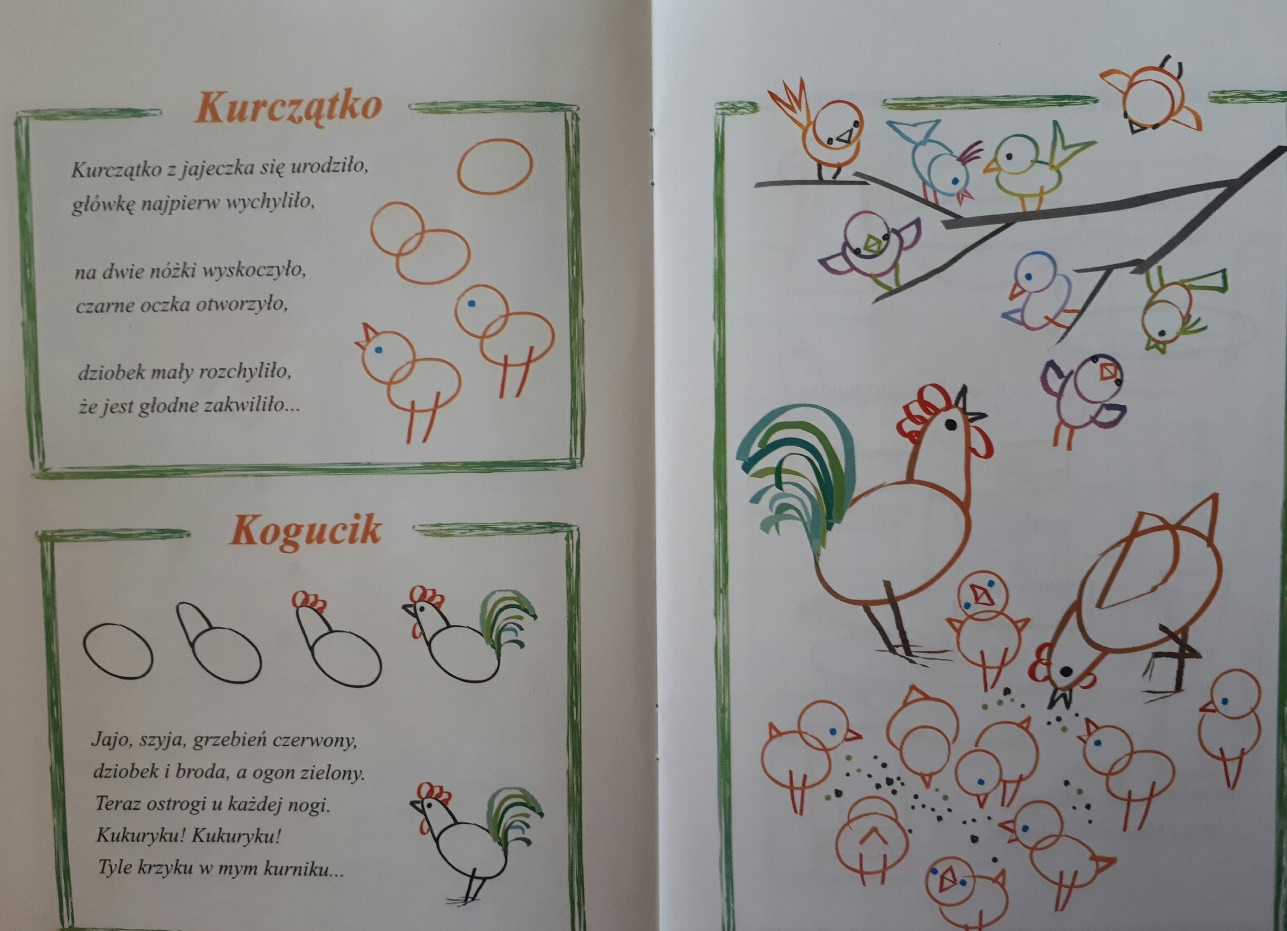 Kurczątko
Kurczątko z jajeczka się urodziło,
główkę najpierw wychyliło,
na dwie nóżki wyskoczyło,
czarne oczka otworzyło,
dziobek mały rozchyliło,
że jest głodne zakwiliło...
Kogucik
Jajo, szyja, grzebień czerwony,
dziobek i broda, a ogon zielony.
Teraz ostrogi u każdej nogi.
Kukuryku! Kukuryku!
Tyle krzyku w mym kurniku...